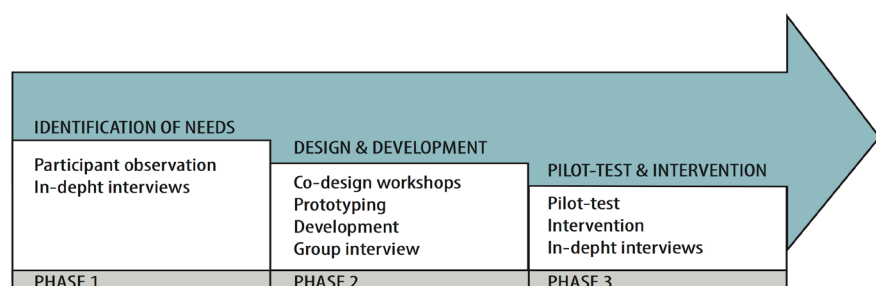 IDENTIFICATION OF NEEDS
Participant observation
In-depht interviews
PHASE 1
DESIGN & DEVELOPMENT
Co-design workshops
Prototyping
Development
Group interview
PHASE 2
PILOT-TEST & INTERVENTION
Pilot-test
Intervention
In-depht interviews
PHASE 3